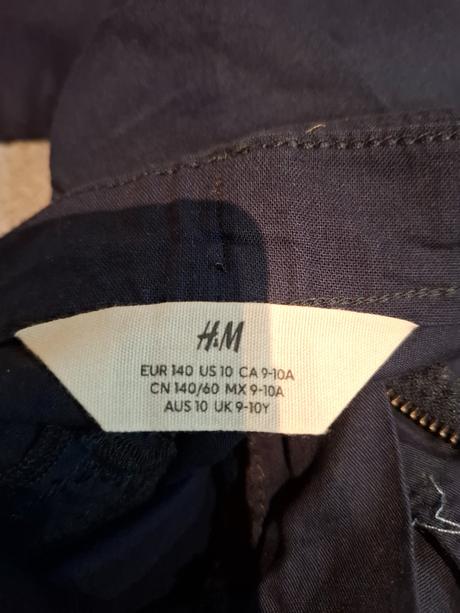 H&M
EUR 140 US 10 CA 9-10A
CN 140/60 MX 9-10A
AUS 10 UK 9-10Y